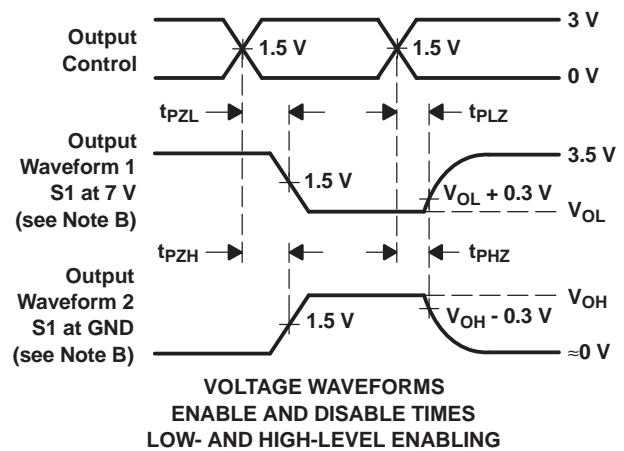 3 V
Output
Control
1.5 V
1.5 V
0 V
tPZL
tPLZ
Output
Waveform 1
S1 at 7 V
(see Note B)
3.5 V
1.5 V
VOL + 0.3 V
VOL
tPZH
tPHZ
Output
Waveform 2
S1 at GND
(see Note B)
VOH
1.5 V
VOH - 0.3 V
≈0 V
VOLTAGE WAVEFORMS
ENABLE AND DISABLE TIMES
LOW- AND HIGH-LEVEL ENABLING